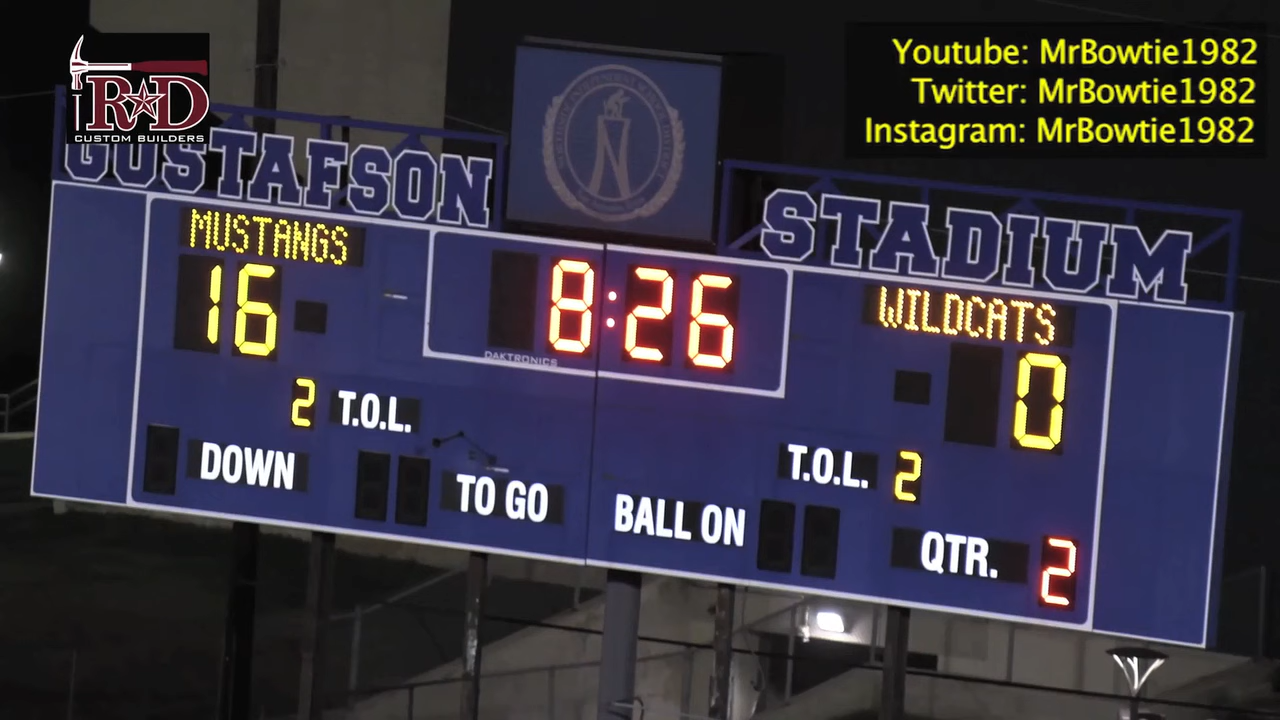 R★D
CUSTOM BUILDERS
Youtube: MrBowtie1982
Twitter: MrBowtie1982
Instagram: MrBowtie1982
GUSTAFSON STADIUM
MUSTANGS
16
8:26
DAKTRONICS
WILDCATS
0
2 T.O.L.
T.O.L. 2
DOWN
TO GO
BALL ON
QTR. 2